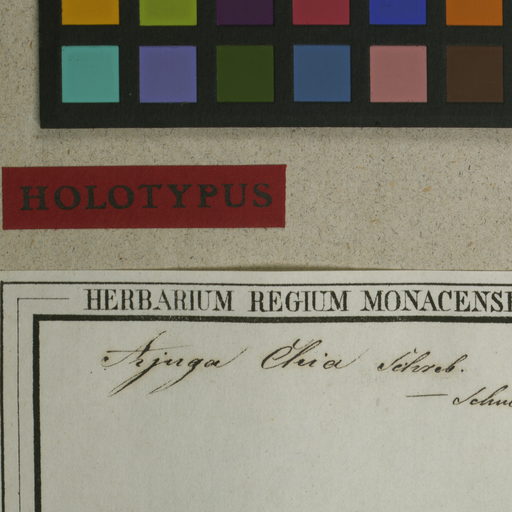 HOLOTYPUS
HERBARIUM REGIUM MONACENSE
Ajuga Chia Schreb.